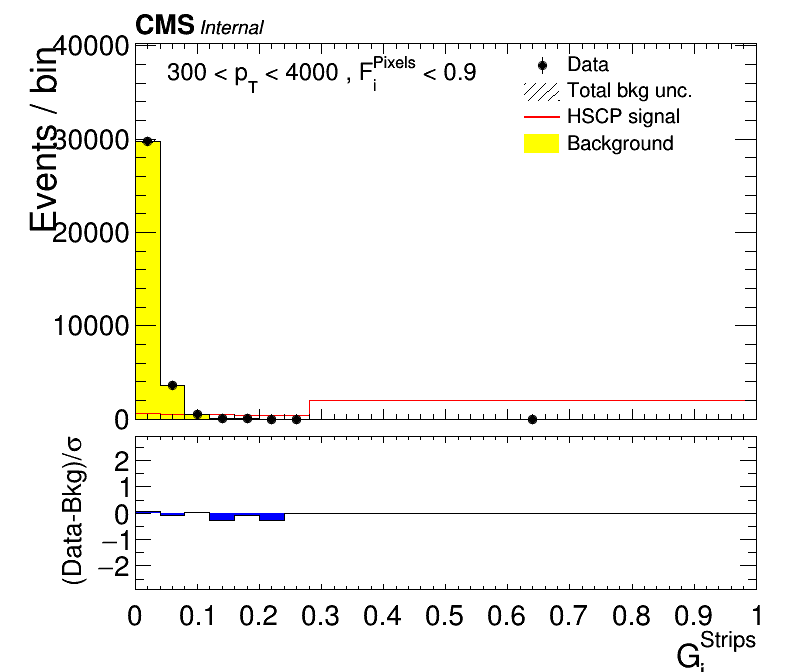 CMS Internal
300 < p_T < 4000 , F_i^Pixels < 0.9
Data
Total bkg unc.
HSCP signal
Background
Events / bin
40000
30000
20000
10000
0
(Data-Bkg)/σ
2
1
0
−1
−2
0 0.1 0.2 0.3 0.4 0.5 0.6 0.7 0.8 0.9 1
G_i^Strips